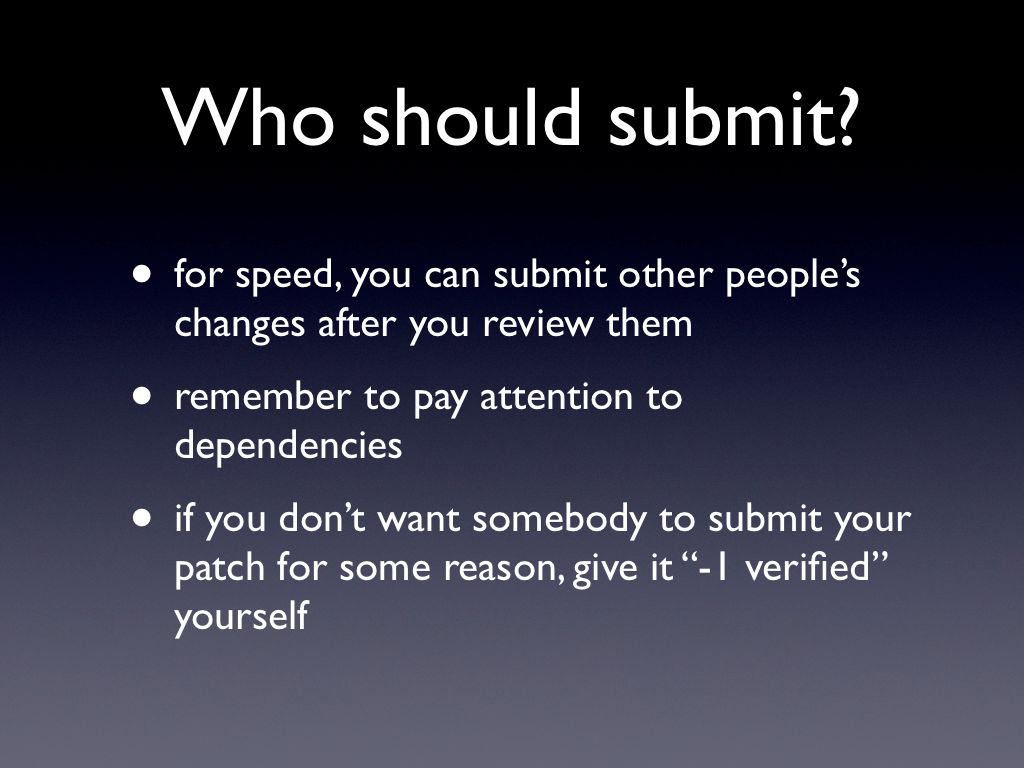 Who should submit?
• for speed, you can submit other people’s
changes after you review them
• remember to pay attention to
dependencies
• if you don’t want somebody to submit your
patch for some reason, give it “-1 verified”
yourself